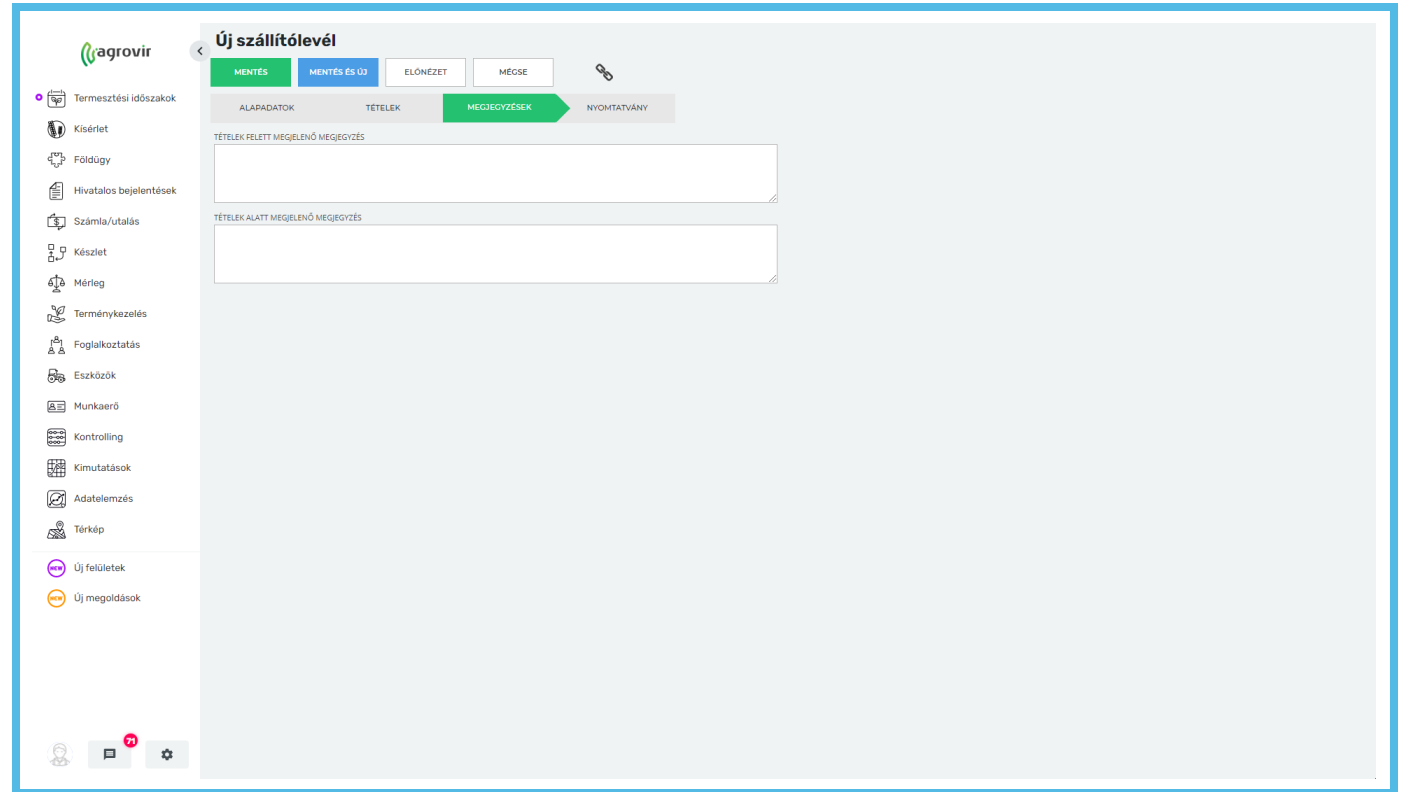 agrovir
Termesztési időszakok
Kísérlet
Földügy
Hivatalos bejelentések
Számla/utalás
Készlet
Mérleg
Terménykezelés
Foglalkoztatás
Eszközök
Munkaerő
Kontrolling
Kimutatások
Adatelemzés
Térkép
NEW Új felületek
NEW Új megoldások
71
Új szállítólevél
MENTÉS MENTÉS ÉS ÚJ ELŐNÉZET MÉGSE
ALAPADATOK TÉTELEK MEGJEGYZÉSEK NYOMTATVÁNY
TÉTELEK FELETT MEGJELENŐ MEGJEGYZÉS
TÉTELEK ALATT MEGJELENŐ MEGJEGYZÉS